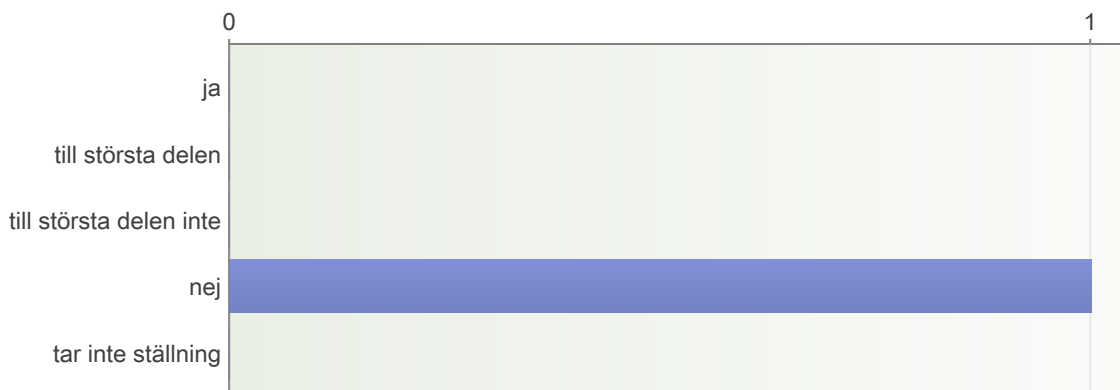 0 1
ja
till största delen
till största delen inte
nej
tar inte ställning